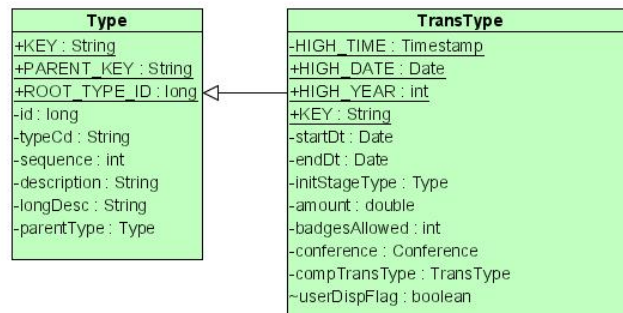 Type
+KEY : String
+PARENT_KEY : String
+ROOT_TYPE_ID : long
-id : long
-typeCd : String
-sequence : int
-description : String
-longDesc : String
-parentType : Type
TransType
-HIGH_TIME : Timestamp
+HIGH_DATE : Date
+HIGH_YEAR : int
+KEY : String
-startDt : Date
-endDt : Date
-initStageType : Type
-amount : double
-badgesAllowed : int
-conference : Conference
-compTransType : TransType
~userDispFlag : boolean